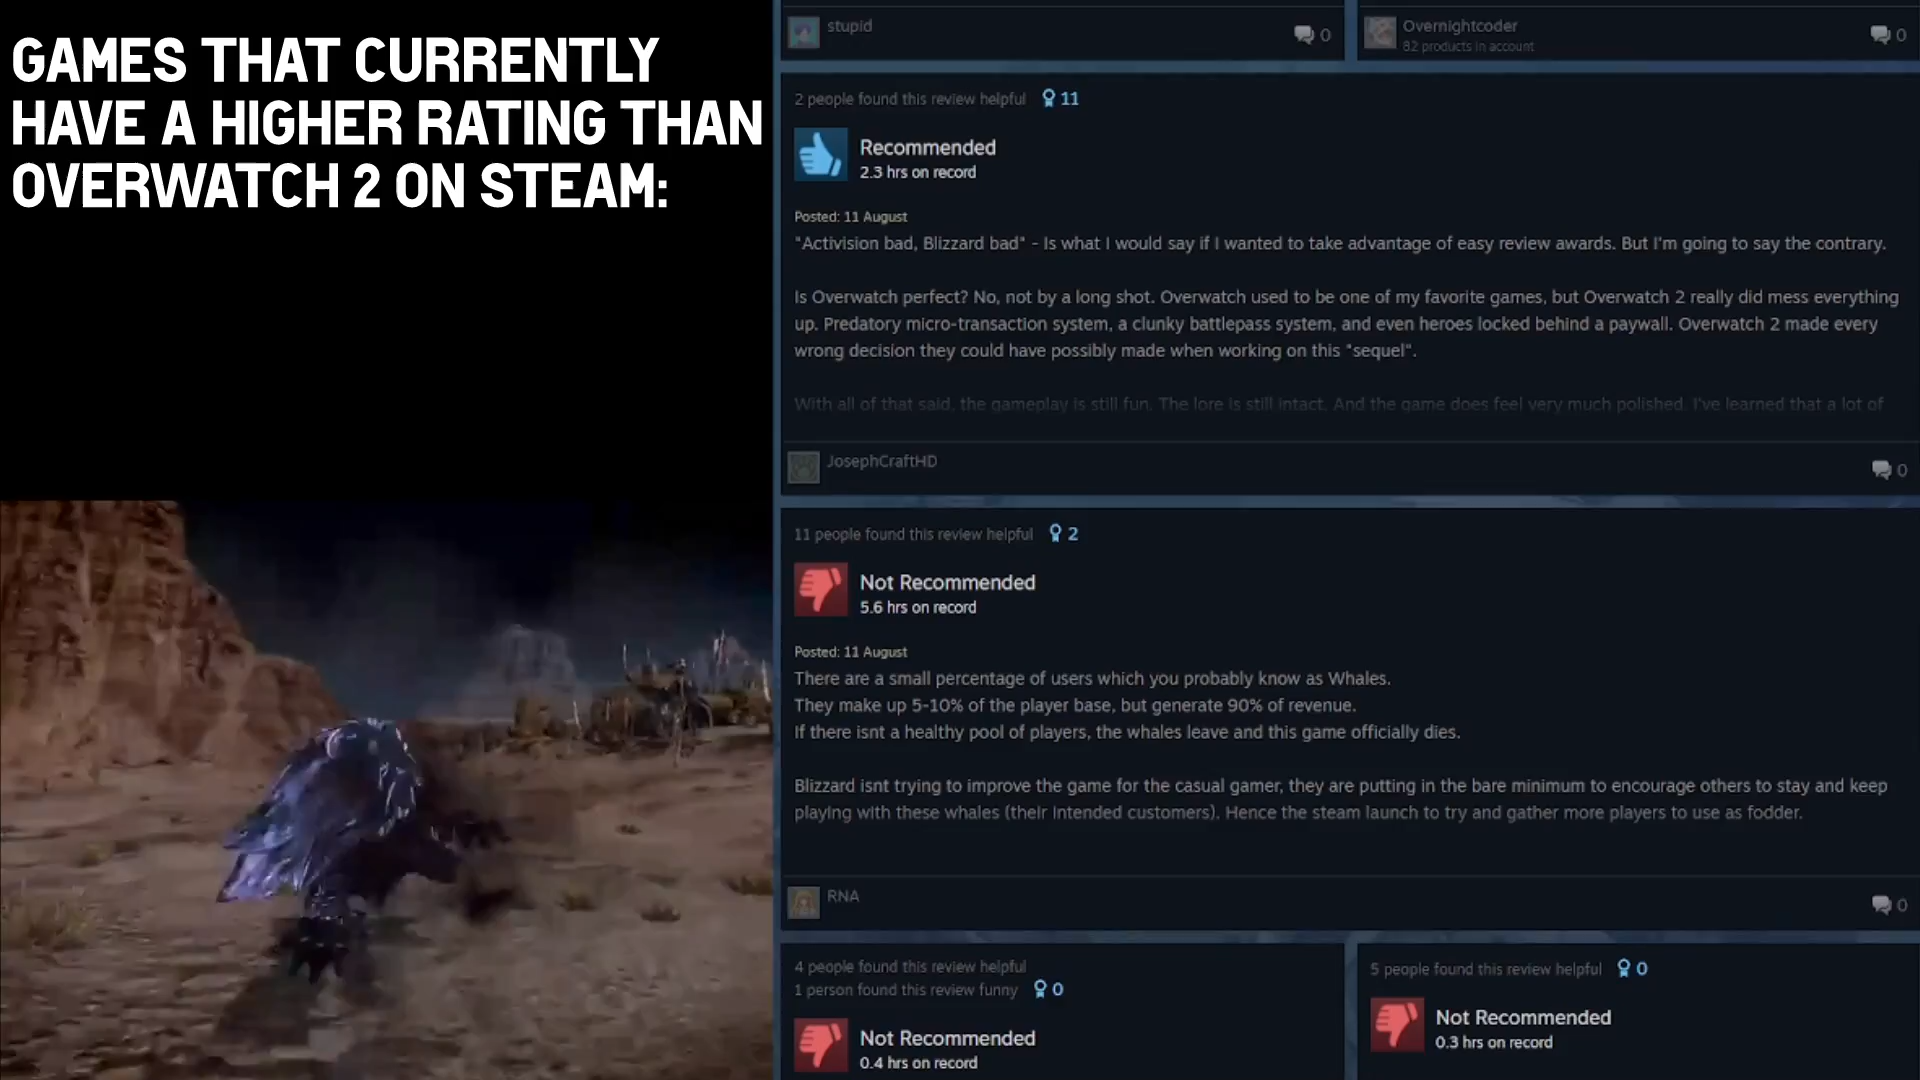 GAMES THAT CURRENTLY
HAVE A HIGHER RATING THAN
OVERWATCH 2 ON STEAM:
stupid
0
Overnightcoder
82 products in account
0
2 people found this review helpful 11
Recommended
2.3 hrs on record
Posted: 11 August
"Activision bad, Blizzard bad" - Is what I would say if I wanted to take advantage of easy review awards. But I'm going to say the contrary.
Is Overwatch perfect? No, not by a long shot. Overwatch used to be one of my favorite games, but Overwatch 2 really did mess everything
up. Predatory micro-transaction system, a clunky battlepass system, and even heroes locked behind a paywall. Overwatch 2 made every
wrong decision they could have possibly made when working on this "sequel".
With all of that said, the gameplay is still fun. The lore is still intact. And the game does feel very much polished. I've learned that a lot of
JosephCraftHD
0
11 people found this review helpful 2
Not Recommended
5.6 hrs on record
Posted: 11 August
There are a small percentage of users which you probably know as Whales.
They make up 5-10% of the player base, but generate 90% of revenue.
If there isnt a healthy pool of players, the whales leave and this game officially dies.
Blizzard isnt trying to improve the game for the casual gamer, they are putting in the bare minimum to encourage others to stay and keep
playing with these whales (their intended customers). Hence the steam launch to try and gather more players to use as fodder.
RNA
0
4 people found this review helpful
1 person found this review funny 0
Not Recommended
0.4 hrs on record
5 people found this review helpful 0
Not Recommended
0.3 hrs on record